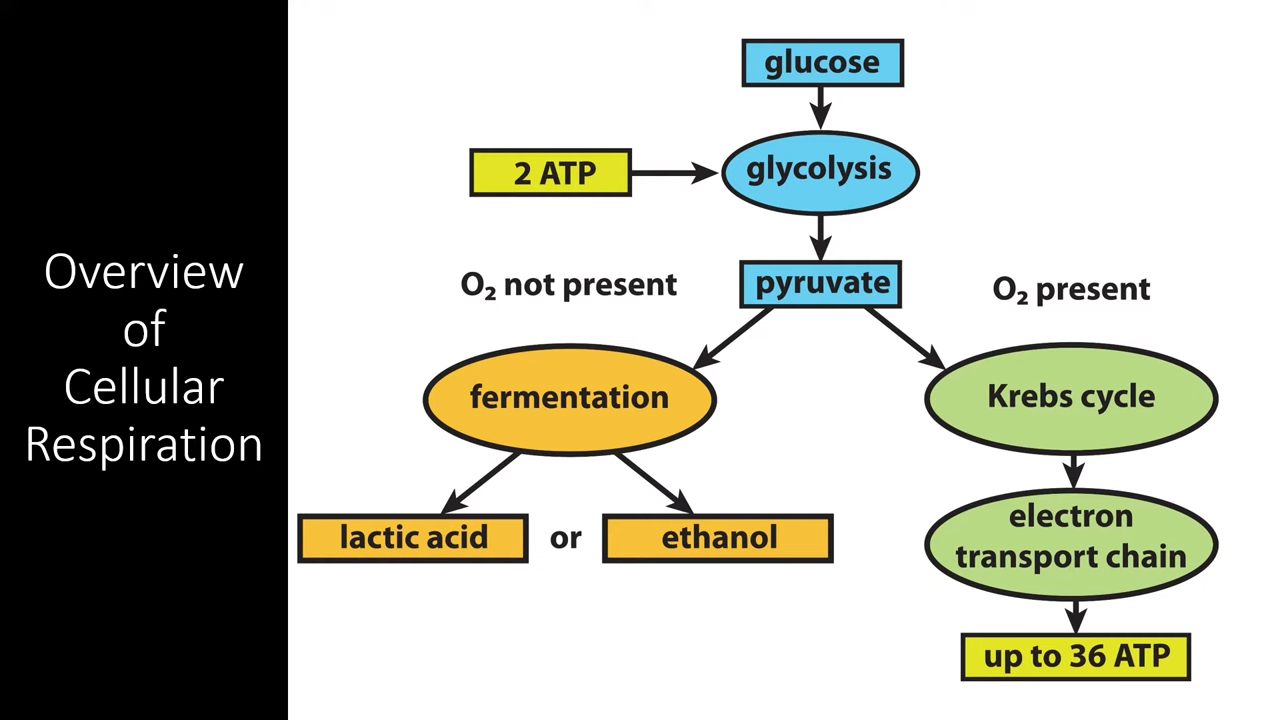 Overview
of
Cellular
Respiration
glucose
2 ATP
glycolysis
O₂ not present
pyruvate
O₂ present
fermentation
Krebs cycle
lactic acid
or
ethanol
electron
transport chain
up to 36 ATP